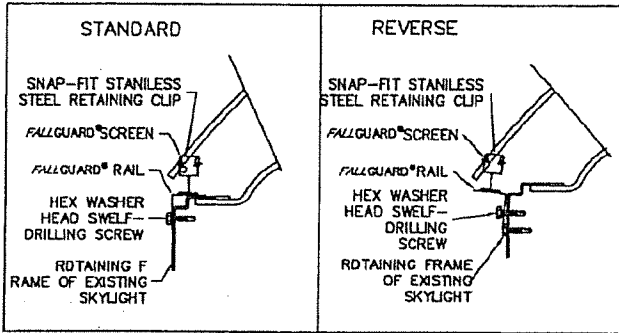 STANDARD
SNAP-FIT STANILESS
STEEL RETAINING CLIP
FALLGUARD® SCREEN
FALLGUARD® RAIL
HEX WASHER
HEAD SWELF-
DRILLING SCREW
RDTAINING F
RAME OF EXISTING
SKYLIGHT
REVERSE
SNAP-FIT STANILESS
STEEL RETAINING CLIP
FALLGUARD® SCREEN
FALLGUARD® RAIL
HEX WASHER
HEAD SWELF-
DRILLING
SCREW
RDTAINING FRAME
OF EXISTING
SKYLIGHT